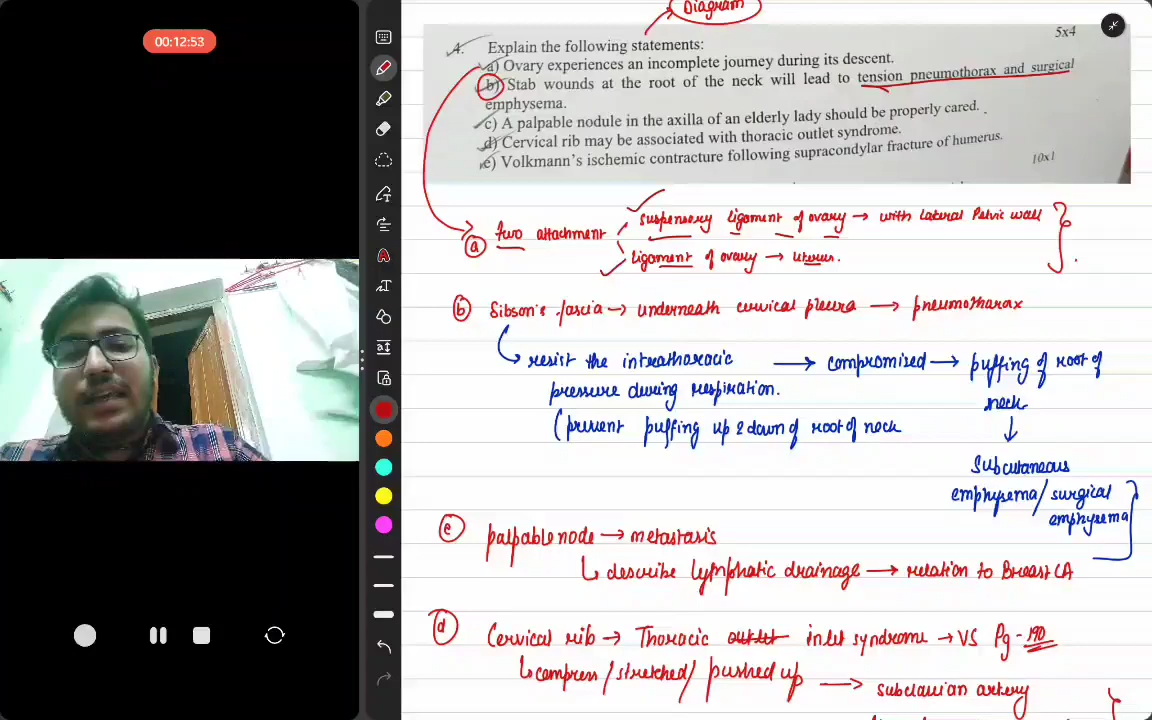 00:12:53
Diagram
5x4
4. Explain the following statements:
a) Ovary experiences an incomplete journey during its descent.
b) Stab wounds at the root of the neck will lead to tension pneumothorax and surgical
emphysema.
c) A palpable nodule in the axilla of an elderly lady should be properly cared.
d) Cervical rib may be associated with thoracic outlet syndrome.
e) Volkmann's ischemic contracture following supracondylar fracture of humerus.
10x1
a two attachment
suspensory ligament of ovary → with Lateral Pelvic wall
ligament of ovary → uterus.
b Sibson's fascia → underneath cervical pleura → pneumothorax
resist the intrathoracic → compromised → puffing of root of
pressure during respiration. neck
(prevent puffing up & down of root of neck
↓
Subcutaneous
emphysema/surgical
emphysema
palpable node → metastasis
describe lymphatic drainage → relation to Breast CA
d Cervical rib → Thoracic outlet inlet syndrome → VS Pg - 190
compress/stretched/pushed up → subclavian artery